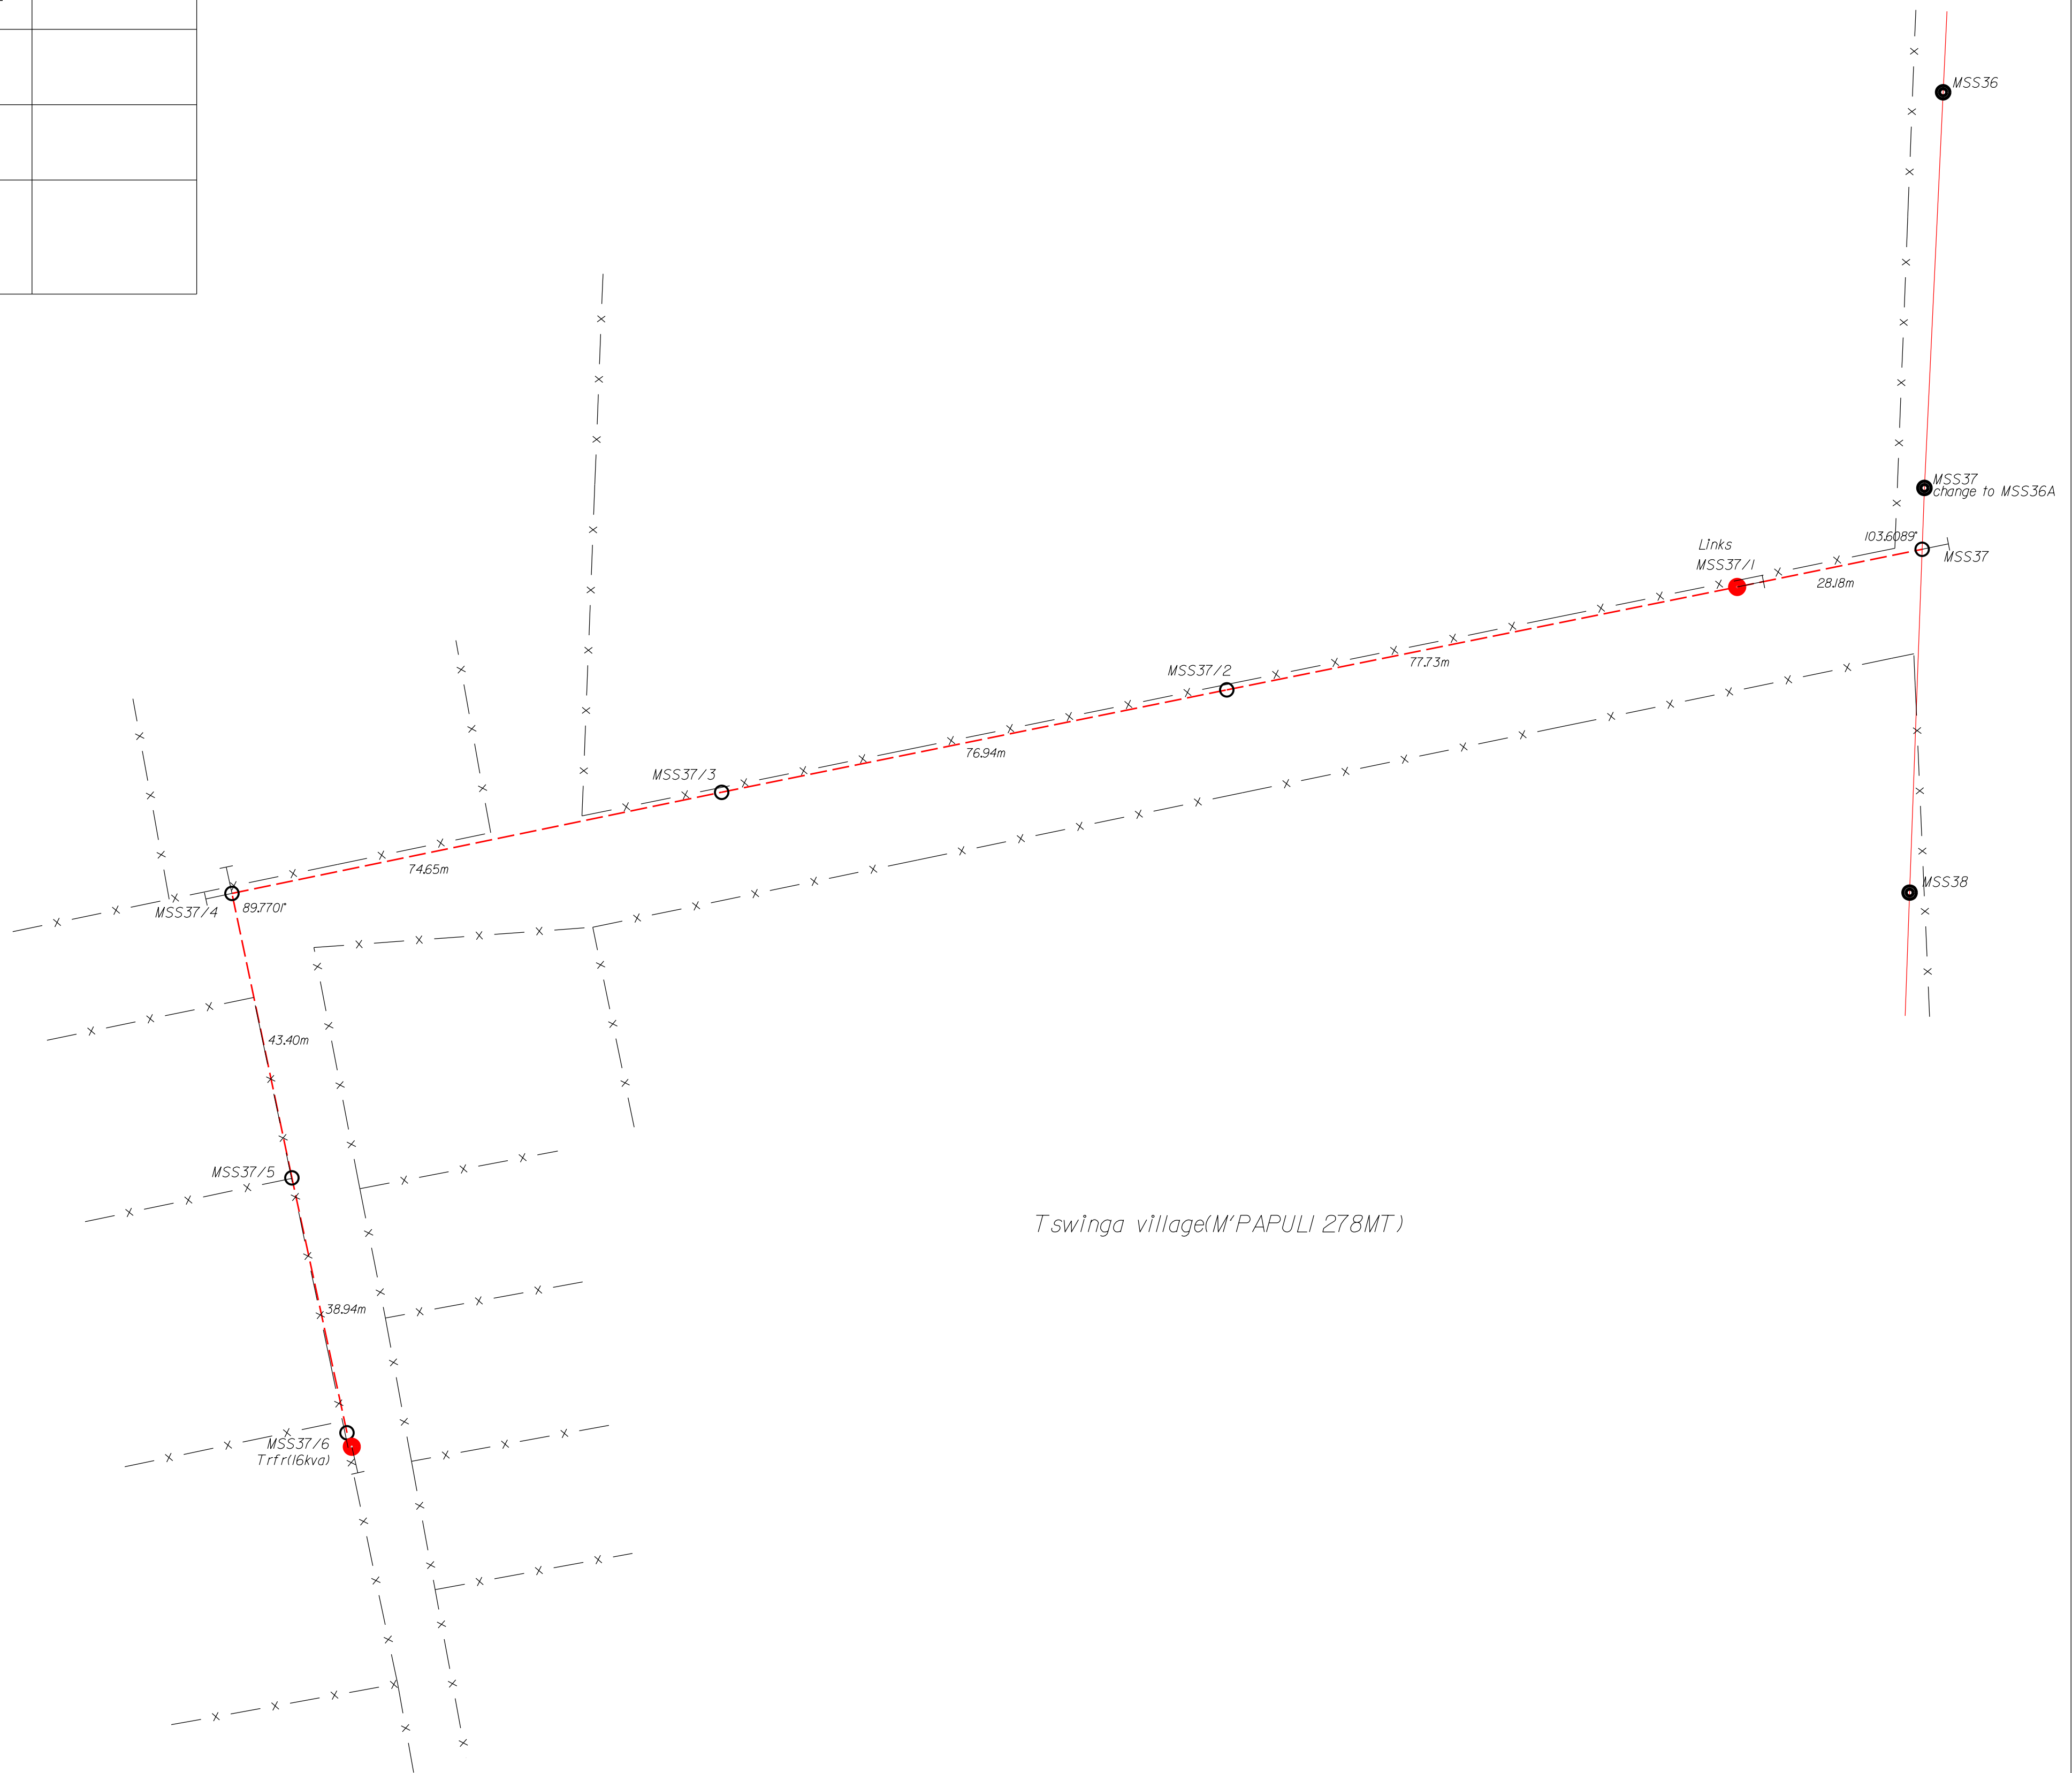 MSS36
MSS37
change to MSS36A
103.6089°
MSS37
Links
MSS37/1
28.18m
77.73m
MSS37/2
76.94m
MSS37/3
74.65m
MSS38
MSS37/4
89.7701°
43.40m
MSS37/5
Tswinga village(M'PAPULI 278MT)
38.94m
MSS37/6
Trfr(16kva)